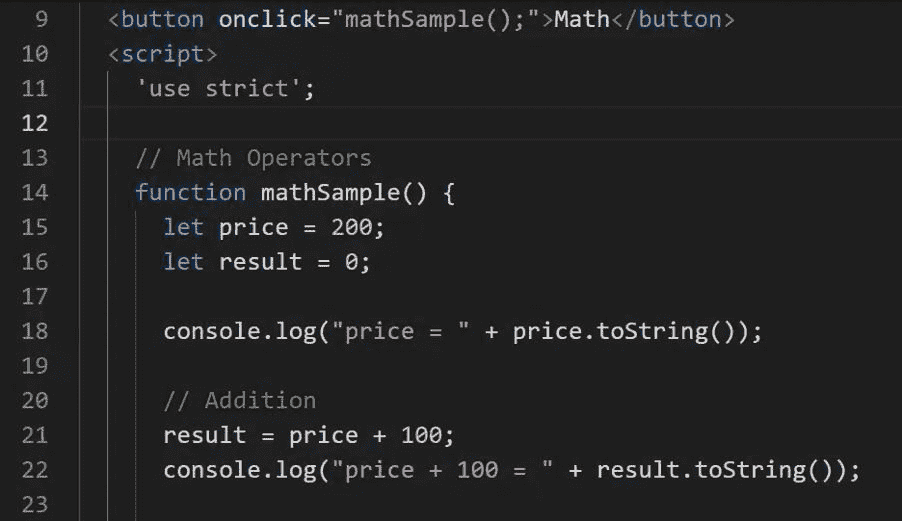 9 <button onclick="mathSample();">Math</button>
10 <script>
11 'use strict';
12
13 // Math Operators
14 function mathSample() {
15 let price = 200;
16 let result = 0;
17
18 console.log("price = " + price.toString());
19
20 // Addition
21 result = price + 100;
22 console.log("price + 100 = " + result.toString());
23